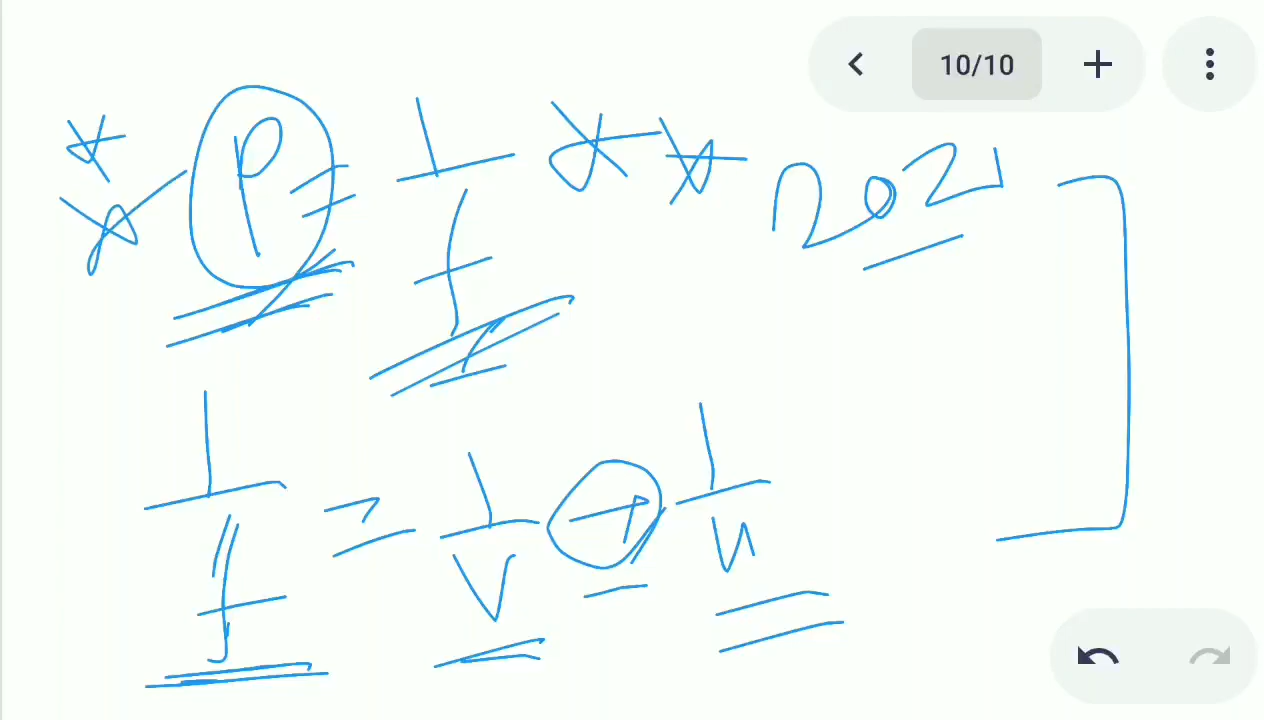 10/10
P = 1/f 2021
1/f = 1/v + 1/u